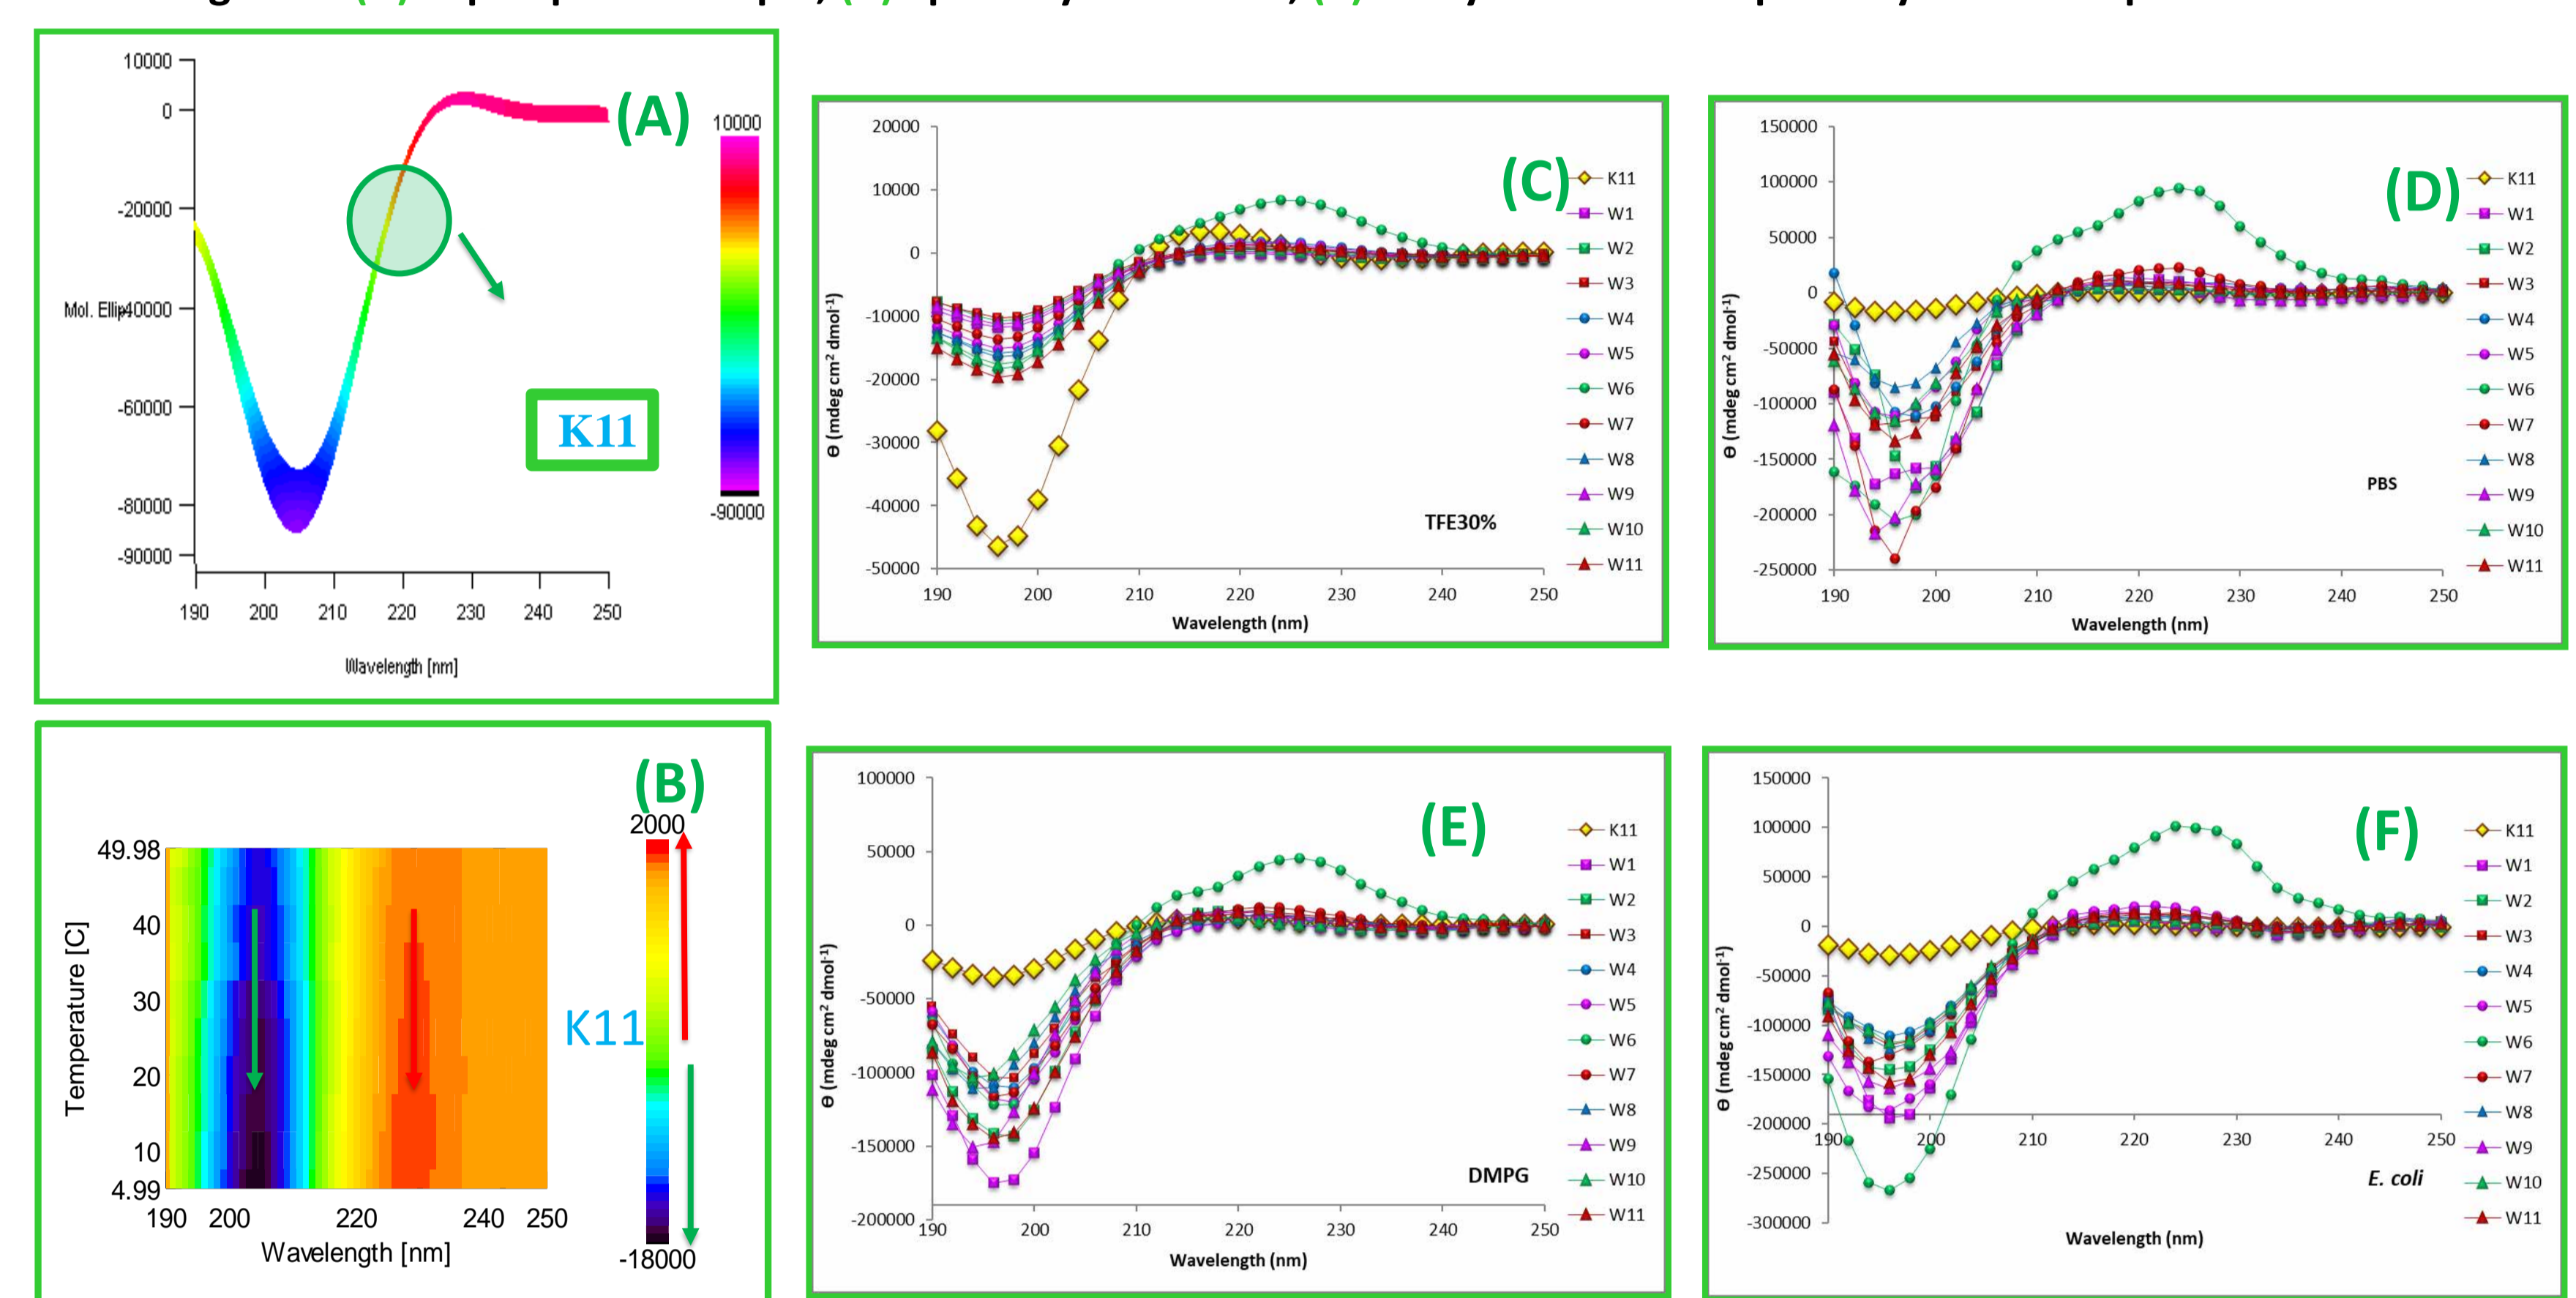 (A)
10000
0
-20000
Mol. Ellip
-40000
-60000
-80000
-90000
190 200 210 220 230 240 250
Wavelength [nm]
K11
10000
-90000
(B)
2000
-18000
K11
49.98
40
30
20
10
4.99
Temperature [C]
190 200 220 240 250
Wavelength [nm]
(C)
20000
10000
0
-10000
-20000
-30000
-40000
-50000
Ɵ (mdeg cm² dmol⁻¹)
190 200 210 220 230 240 250
Wavelength (nm)
TFE30%
K11
W1
W2
W3
W4
W5
W6
W7
W8
W9
W10
W11
(D)
150000
100000
50000
0
-50000
-100000
-150000
-200000
-250000
Ɵ (mdeg cm² dmol⁻¹)
190 200 210 220 230 240 250
Wavelength (nm)
PBS
K11
W1
W2
W3
W4
W5
W6
W7
W8
W9
W10
W11
(E)
100000
50000
0
-50000
-100000
-150000
-200000
Ɵ (mdeg cm² dmol⁻¹)
190 200 210 220 230 240 250
Wavelength (nm)
DMPG
K11
W1
W2
W3
W4
W5
W6
W7
W8
W9
W10
W11
(F)
150000
100000
50000
0
-50000
-100000
-150000
-200000
-250000
-300000
Ɵ (mdeg cm² dmol⁻¹)
190 200 210 220 230 240 250
Wavelength (nm)
E. coli
K11
W1
W2
W3
W4
W5
W6
W7
W8
W9
W10
W11